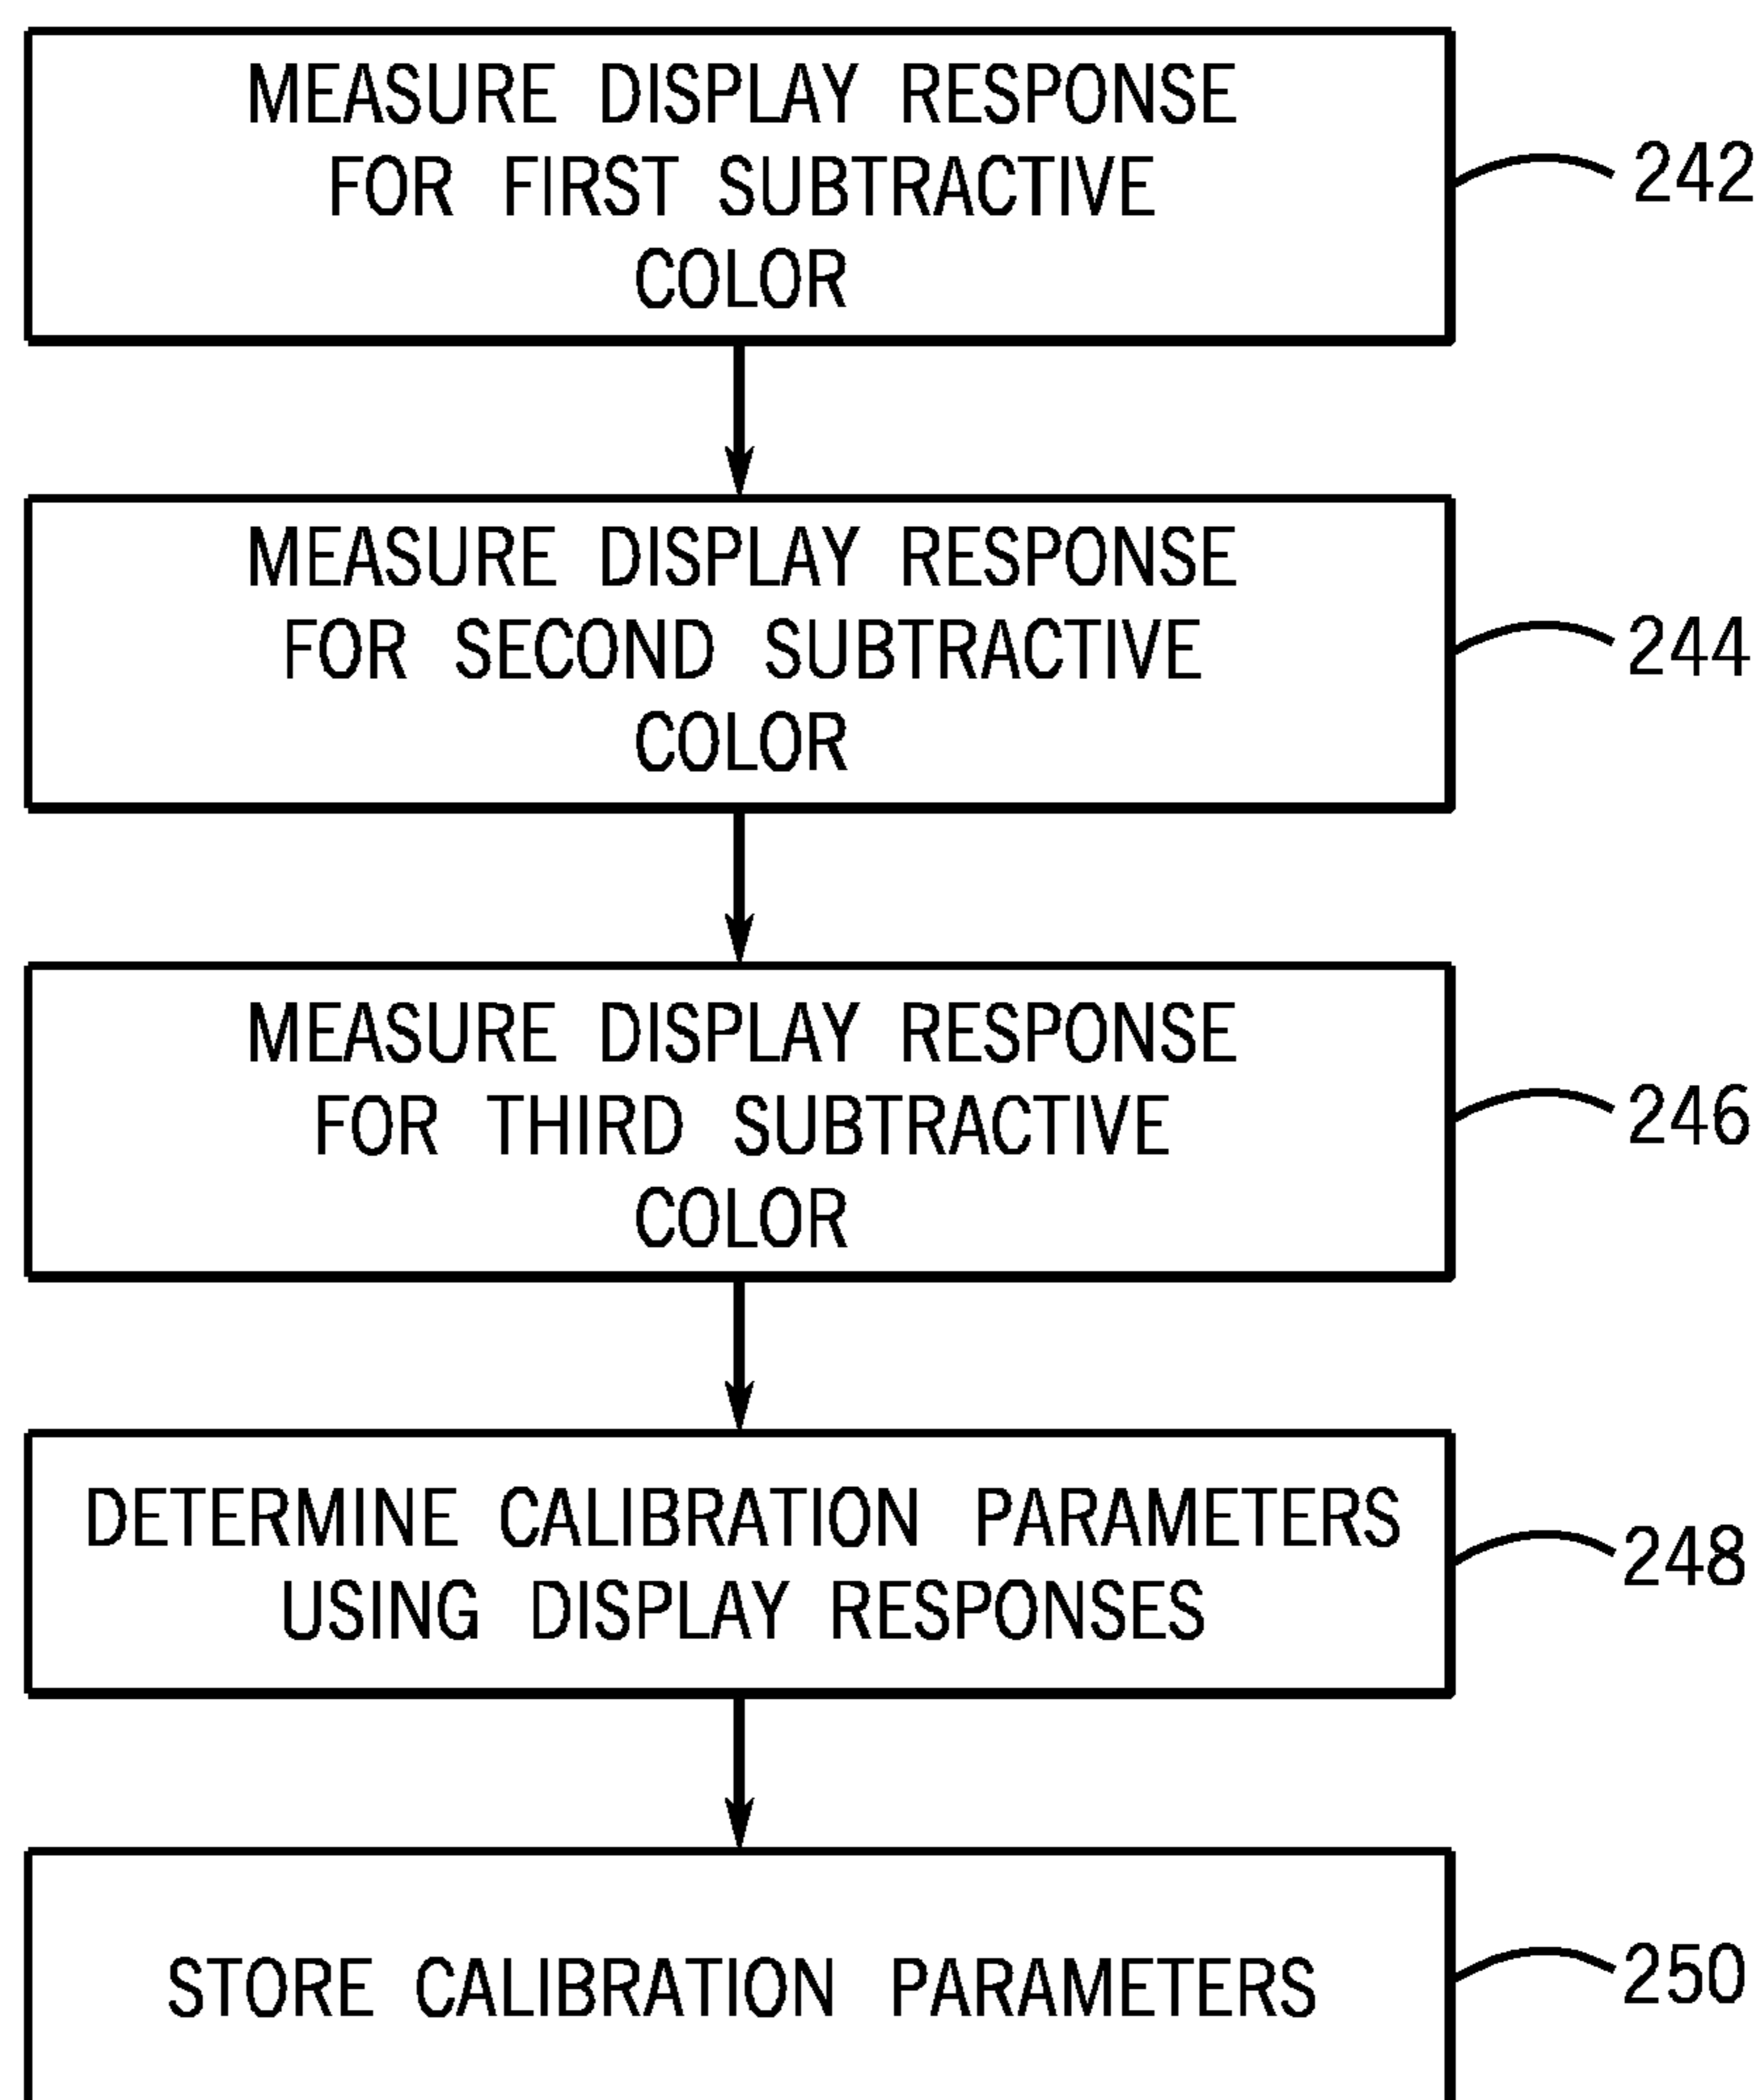 MEASURE DISPLAY RESPONSE
FOR FIRST SUBTRACTIVE
COLOR
242
MEASURE DISPLAY RESPONSE
FOR SECOND SUBTRACTIVE
COLOR
244
MEASURE DISPLAY RESPONSE
FOR THIRD SUBTRACTIVE
COLOR
246
DETERMINE CALIBRATION PARAMETERS
USING DISPLAY RESPONSES
248
STORE CALIBRATION PARAMETERS
250